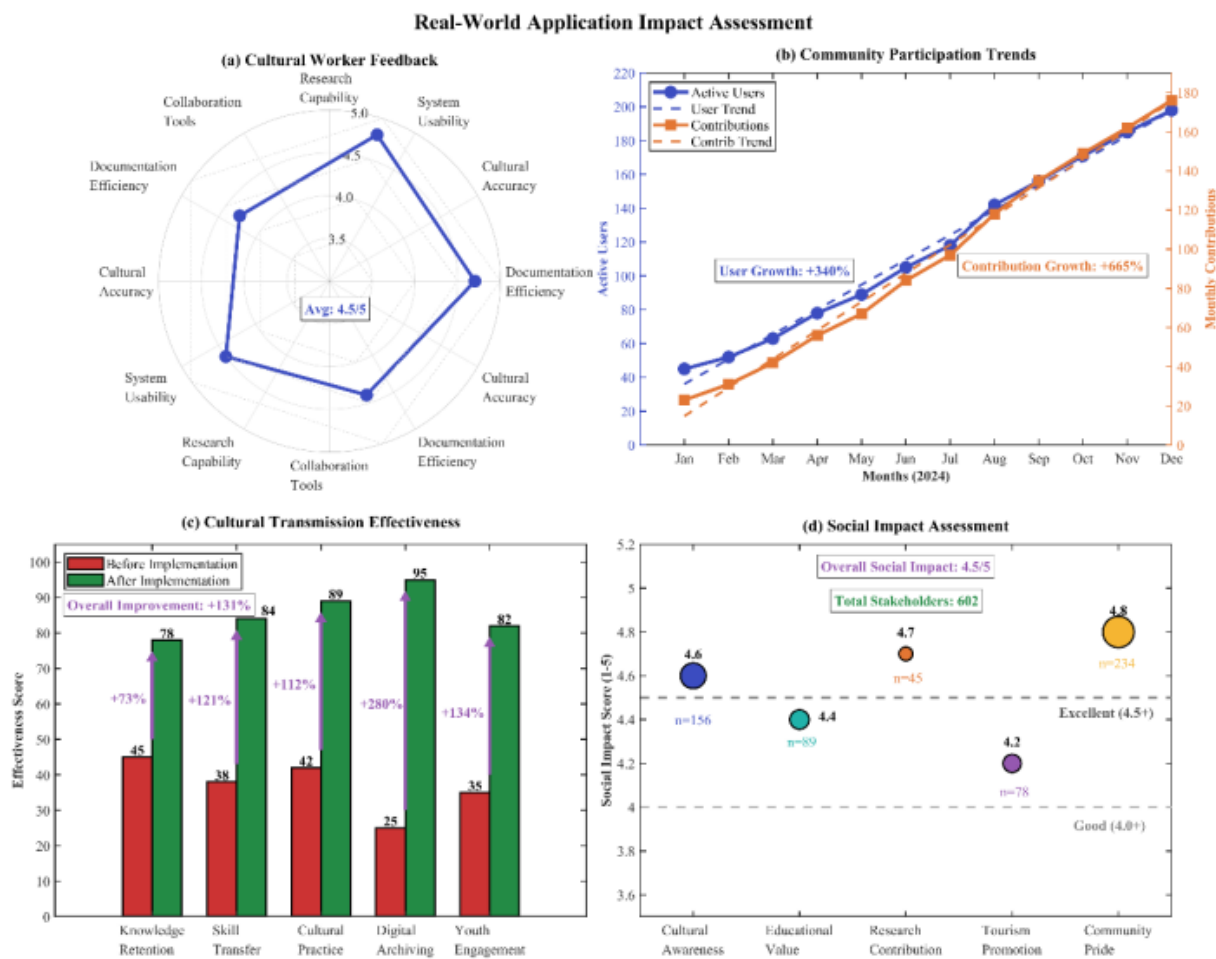 Real-World Application Impact Assessment
(a) Cultural Worker Feedback
Research
Capability
Collaboration
Tools
System
Usability
5.0
Documentation
Efficiency
4.5
Cultural
Accuracy
4.0
3.5
Cultural
Accuracy
Documentation
Efficiency
Avg: 4.5/5
System
Usability
Cultural
Accuracy
Research
Capability
Collaboration
Tools
Documentation
Efficiency
(b) Community Participation Trends
220
200
180
160
140
120
100
80
60
40
20
0
Active Users
Active Users
User Trend
Contributions
Contrib Trend
User Growth: +340%
Contribution Growth: +665%
180
160
140
120
100
80
60
40
20
0
Monthly Contributions
Jan Feb Mar Apr May Jun Jul Aug Sep Oct Nov Dec
Months (2024)
(c) Cultural Transmission Effectiveness
100
90
80
70
60
50
40
30
20
10
0
Effectiveness Score
Before Implementation
After Implementation
Overall Improvement: +131%
78
84
89
95
82
+73%
+121%
+112%
+280%
+134%
45
38
42
25
35
Knowledge
Retention
Skill
Transfer
Cultural
Practice
Digital
Archiving
Youth
Engagement
(d) Social Impact Assessment
5.2
5
4.8
4.6
4.4
4.2
4
3.8
3.6
Social Impact Score (1-5)
Overall Social Impact: 4.5/5
Total Stakeholders: 602
4.6
n=156
4.4
n=89
4.7
n=45
4.2
n=78
4.8
n=234
Excellent (4.5+)
Good (4.0+)
Cultural
Awareness
Educational
Value
Research
Contribution
Tourism
Promotion
Community
Pride